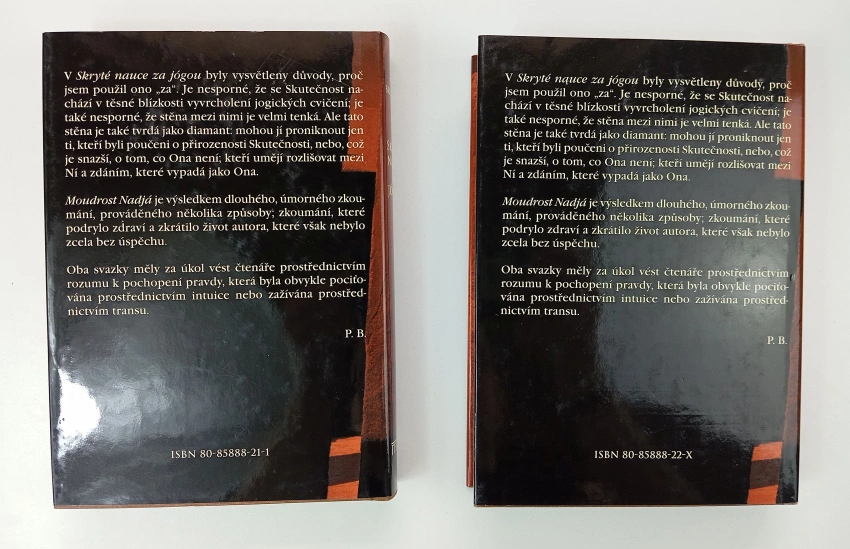 V Skryté nauce za jógou byly vysvětleny důvody, proč
jsem použil ono „za“. Je nesporné, že se Skutečnost na-
chází v těsné blízkosti vyvrcholení jogických cvičení; je
také nesporné, že stěna mezi nimi je velmi tenká. Ale tato
stěna je také tvrdá jako diamant: mohou jí proniknout jen
ti, kteří byli poučeni o přirozenosti Skutečnosti, nebo, což
je snazší, o tom, co Ona není; kteří umějí rozlišovat mezi
Ní a zdáním, které vypadá jako Ona.
Moudrost Nadjá je výsledkem dlouhého, úmorného zkou-
mání, prováděného několika způsoby; zkoumání, které
podrylo zdraví a zkrátilo život autora, které však nebylo
zcela bez úspěchu.
Oba svazky měly za úkol vést čtenáře prostřednictvím
rozumu k pochopení pravdy, která byla obvykle pociťo-
vána prostřednictvím intuice nebo zažívána prostřed-
nictvím transu.
P. B.
ISBN 80-85888-21-1
V Skryté nauce za jógou byly vysvětleny důvody, proč
jsem použil ono „za“. Je nesporné, že se Skutečnost na-
chází v těsné blízkosti vyvrcholení jogických cvičení; je
také nesporné, že stěna mezi nimi je velmi tenká. Ale tato
stěna je také tvrdá jako diamant: mohou jí proniknout jen
ti, kteří byli poučeni o přirozenosti Skutečnosti, nebo, což
je snazší, o tom, co Ona není; kteří umějí rozlišovat mezi
Ní a zdáním, které vypadá jako Ona.
Moudrost Nadjá je výsledkem dlouhého, úmorného zkou-
mání, prováděného několika způsoby; zkoumání, které
podrylo zdraví a zkrátilo život autora, které však nebylo
zcela bez úspěchu.
Oba svazky měly za úkol vést čtenáře prostřednictvím
rozumu k pochopení pravdy, která byla obvykle pociťo-
vána prostřednictvím intuice nebo zažívána prostřed-
nictvím transu.
P. B.
ISBN 80-85888-22-X